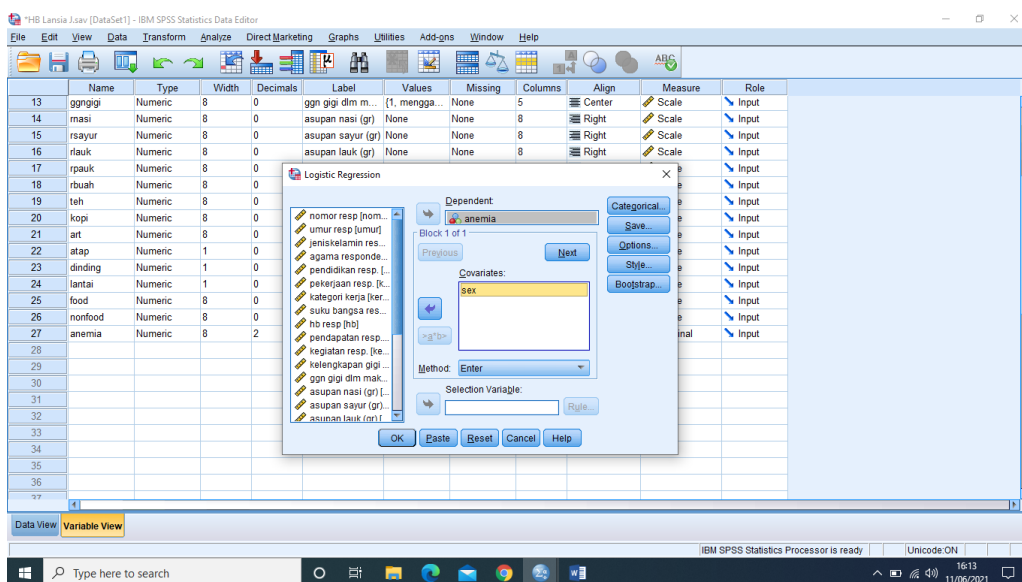 *HB Lansia J.sav [DataSet1] - IBM SPSS Statistics Data Editor
File Edit View Data Transform Analyze Direct Marketing Graphs Utilities Add-ons Window Help
Name Type Width Decimals Label Values Missing Columns Align Measure Role
13 ggngigi Numeric 8 0 ggn gigi dlm m... {1, mengga... None 5 Center Scale Input
14 rnasi Numeric 8 0 asupan nasi (gr) None None 8 Right Scale Input
15 rsayur Numeric 8 0 asupan sayur (gr) None None 8 Right Scale Input
16 rlauk Numeric 8 0 asupan lauk (gr) None None 8 Right Scale Input
17 rpauk Numeric 8 0 Input
18 rbuah Numeric 8 0 Input
19 teh Numeric 8 0 Input
20 kopi Numeric 8 0 Input
21 art Numeric 8 0 Input
22 atap Numeric 1 0 Input
23 dinding Numeric 1 0 Input
24 lantai Numeric 1 0 Input
25 food Numeric 8 0 Input
26 nonfood Numeric 8 0 Input
27 anemia Numeric 8 2 inal Input
28
29
30
31
32
33
34
35
36
37
Logistic Regression
nomor resp [nom...
umur resp [umur]
jeniskelamin res...
agama responde...
pendidikan resp. [...
pekerjaan resp. [k...
kategori kerja [ker...
suku bangsa res...
hb resp [hb]
pendapatan resp....
kegiatan resp. [ke...
kelengkapan gigi ...
ggn gigi dlm mak...
asupan nasi (gr) [...
asupan sayur (gr)...
asupan lauk (gr) [
Dependent:
anemia
Block 1 of 1
Previous Next
Covariates:
sex
>a*b>
Method: Enter
Selection Variable:
Rule...
Categorical...
Save...
Options...
Style...
Bootstrap...
OK Paste Reset Cancel Help
Data View Variable View
IBM SPSS Statistics Processor is ready Unicode:ON
Type here to search
16:13
11/06/2021